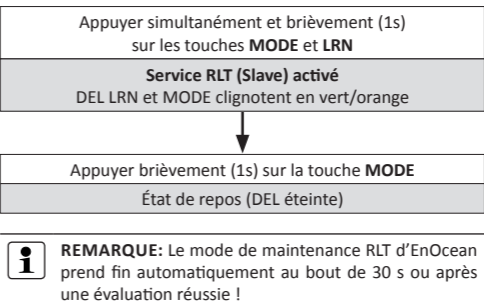 Appuyer simultanément et brièvement (1s)
sur les touches MODE et LRN
Service RLT (Slave) activé
DEL LRN et MODE clignotent en vert/orange
Appuyer brièvement (1s) sur la touche MODE
État de repos (DEL éteinte)
i REMARQUE: Le mode de maintenance RLT d'EnOcean
prend fin automatiquement au bout de 30 s ou après
une évaluation réussie !